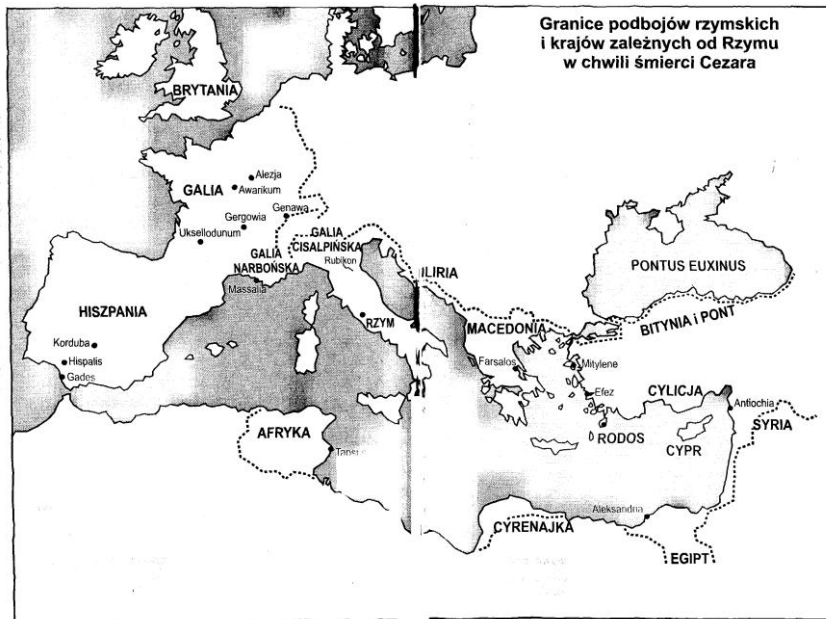 Granice podbojów rzymskich
i krajów zależnych od Rzymu
w chwili śmierci Cezara
BRYTANIA
Alezja
GALIA
Awarikum
Genawa
Gergowia
Uksellodunum
GALIA
CISALPIŃSKA
Rubikon
GALIA
NARBOŃSKA
Massalia
ILIRIA
PONTUS EUXINUS
HISZPANIA
RZYM
MACEDONIA
BITYNIA i PONT
Korduba
Hispalis
Gades
Farsalos
Mitylene
Efez
CYLICJA
Antiochia
AFRYKA
RODOS
CYPR
SYRIA
CYRENAJKA
Aleksandria
EGIPT